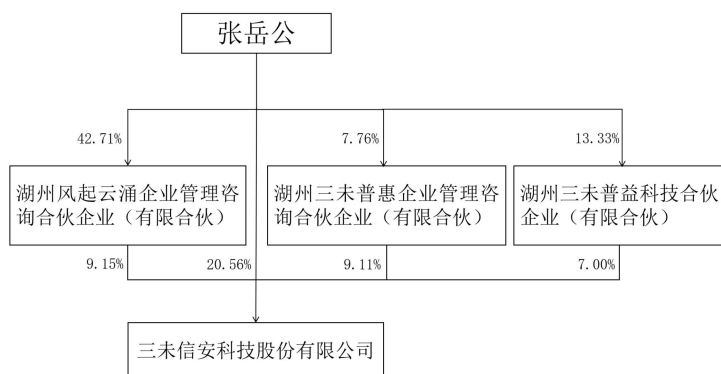 张岳公
42.71%
7.76%
13.33%
湖州风起云涌企业管理咨
询合伙企业（有限合伙）
湖州三未普惠企业管理咨
询合伙企业（有限合伙）
湖州三未普益科技合伙
企业（有限合伙）
9.15%
20.56%
9.11%
7.00%
三未信安科技股份有限公司